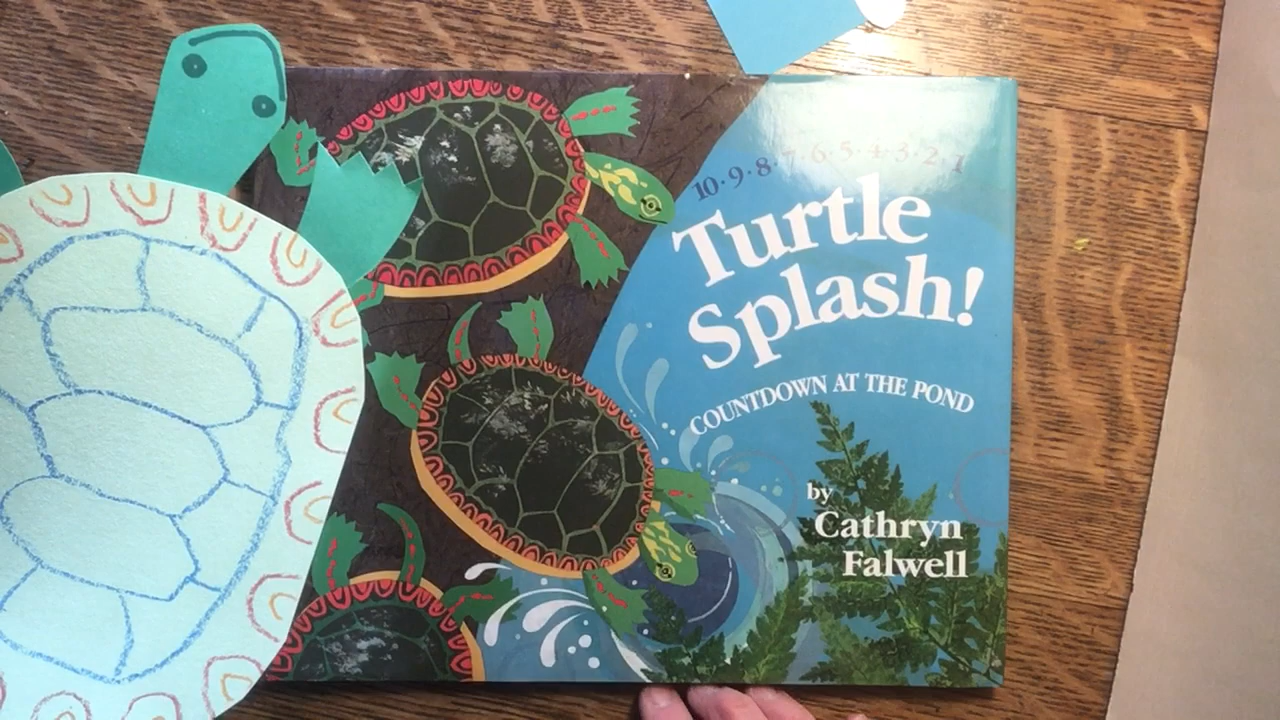 10·9·8·7·6·5·4·3·2·1
Turtle
Splash!
COUNTDOWN AT THE POND
by
Cathryn
Falwell